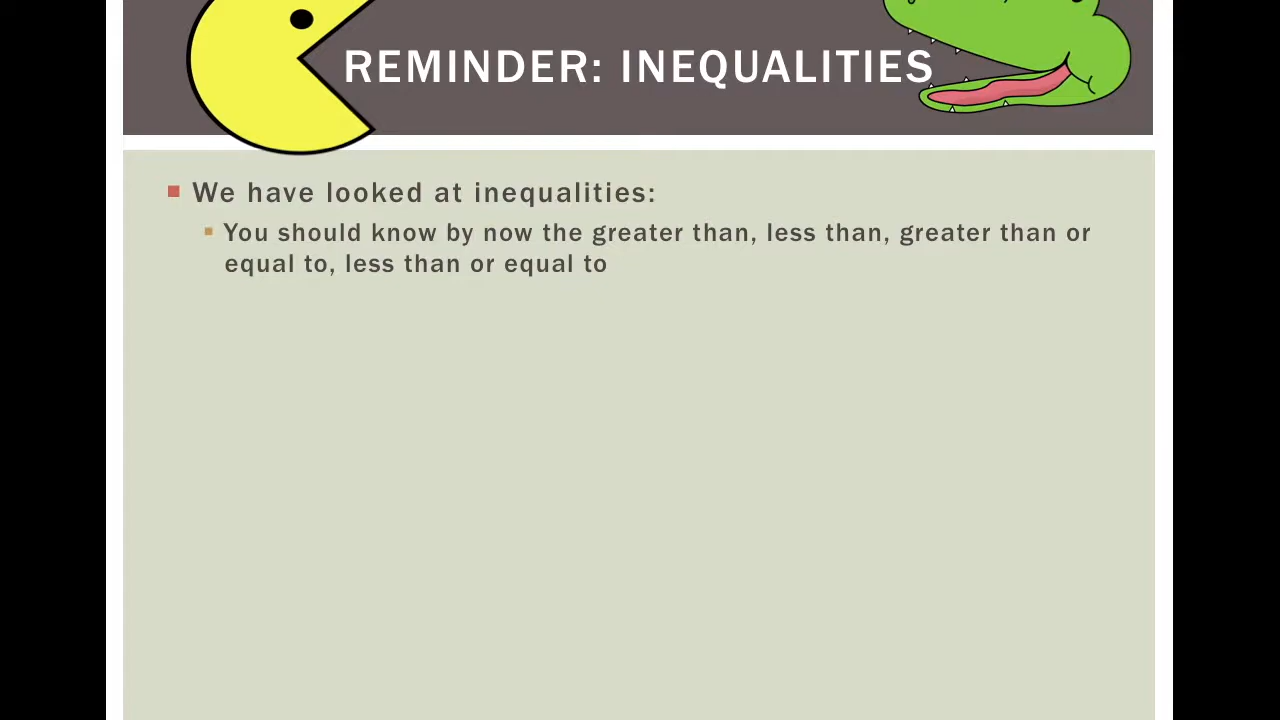 REMINDER: INEQUALITIES
We have looked at inequalities:
You should know by now the greater than, less than, greater than or
equal to, less than or equal to